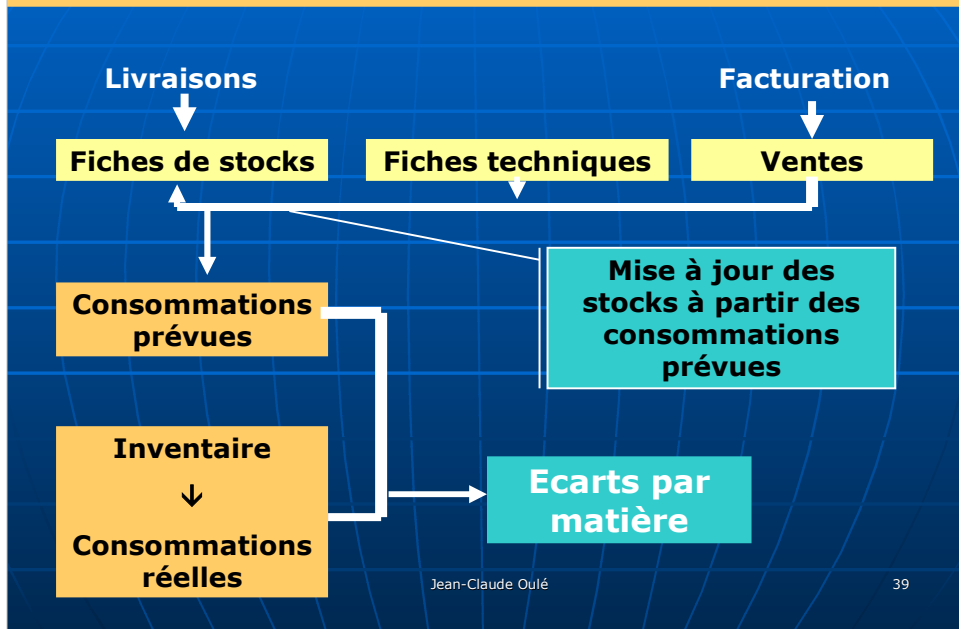 Livraisons
Facturation
Fiches de stocks
Fiches techniques
Ventes
Mise à jour des
stocks à partir des
consommations
prévues
Consommations
prévues
Inventaire
↓
Consommations
réelles
Ecarts par
matière
Jean-Claude Oulé
39